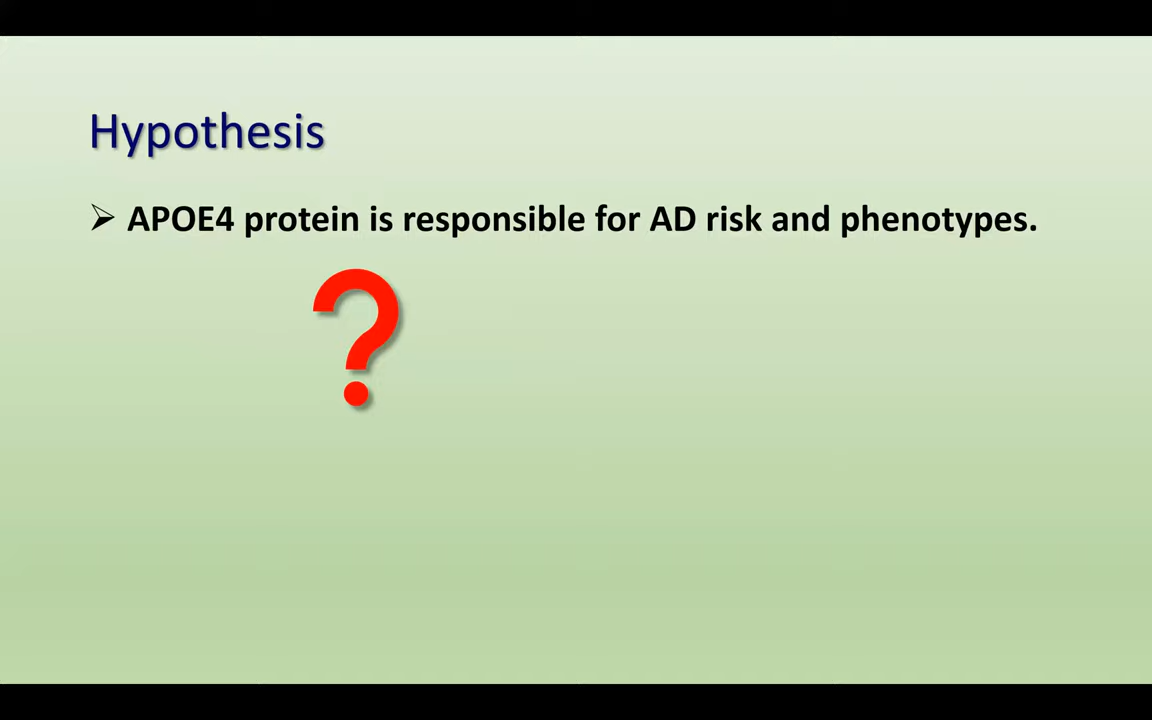 Hypothesis
➢ APOE4 protein is responsible for AD risk and phenotypes.
?